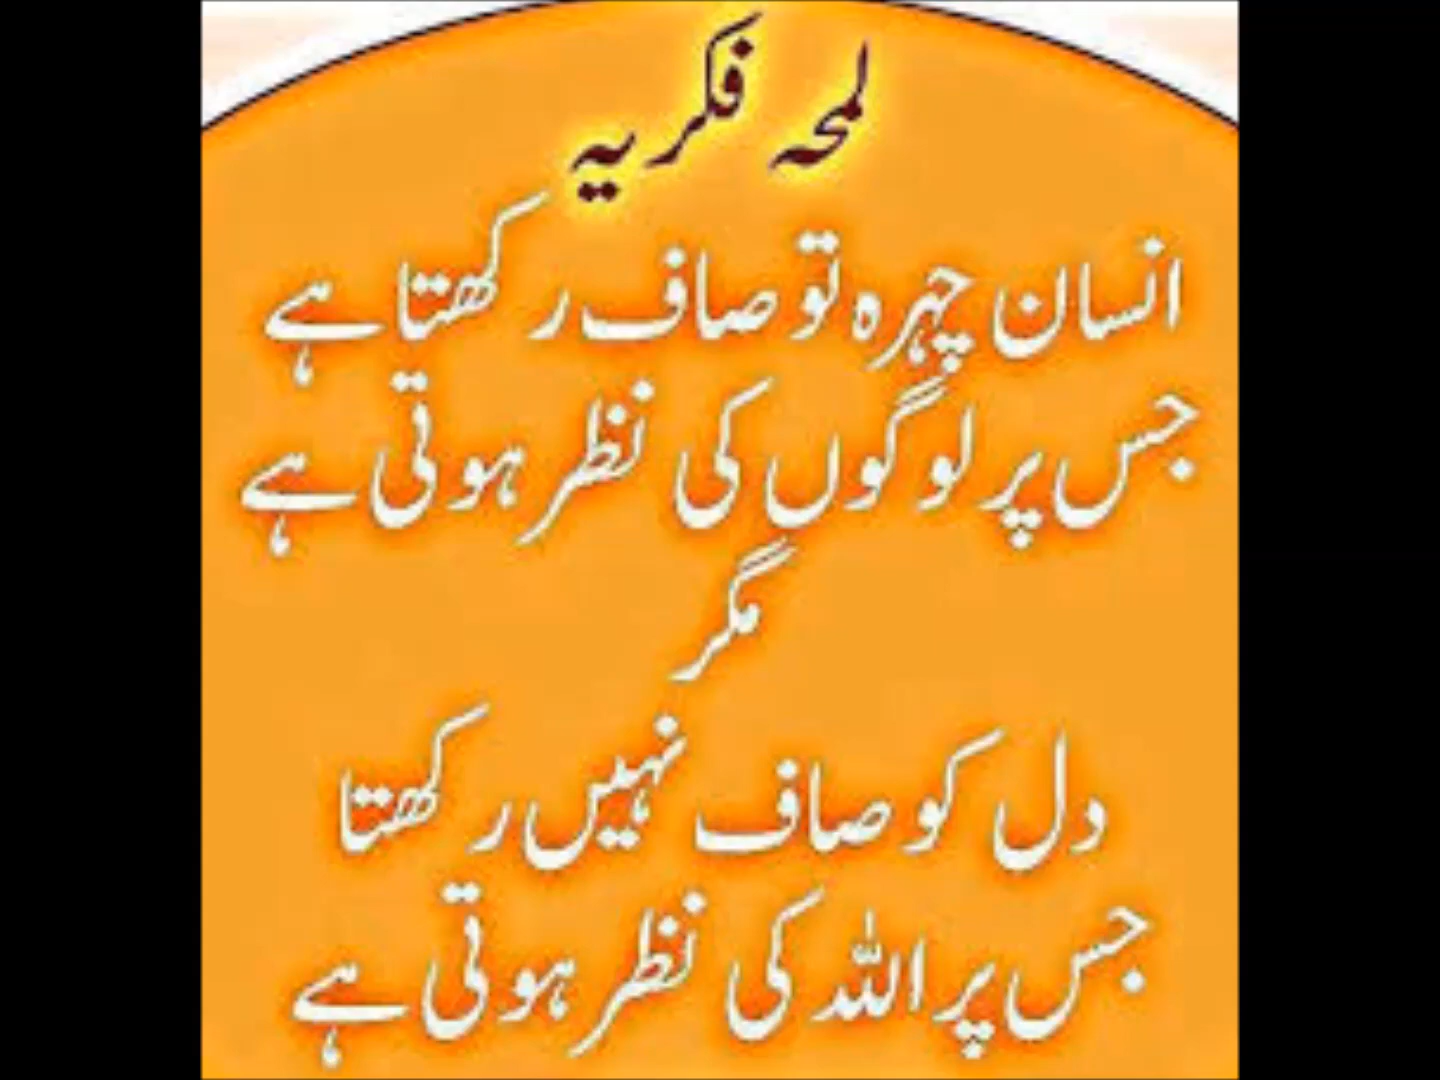 لمحہ فکریہ
انسان چہرہ تو صاف رکھتا ہے
جس پر لوگوں کی نظر ہوتی ہے
مگر
دل کو صاف نہیں رکھتا
جس پر اللہ کی نظر ہوتی ہے